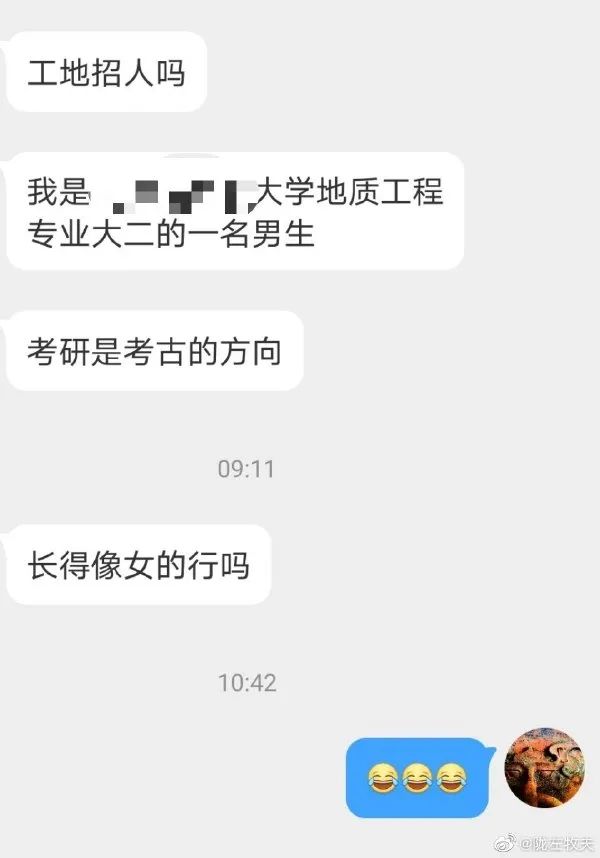 工地招人吗
我是大学地质工程
专业大二的一名男生
考研是考古的方向
09:11
长得像女的行吗
10:42
@陇左牧夫